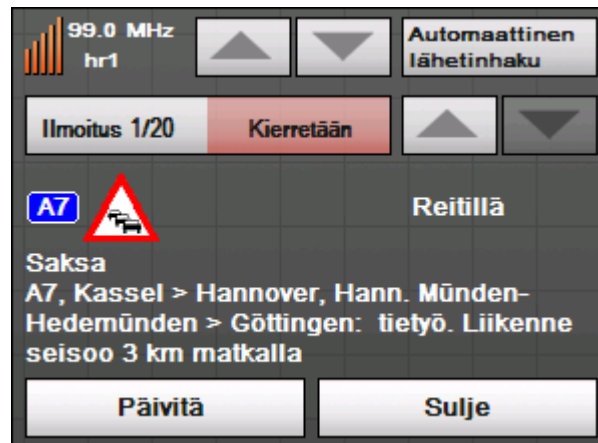 99.0 MHz
hr1
Automaattinen
lähetinhaku
Ilmoitus 1/20
Kierretään
A7
Reitillä
Saksa
A7, Kassel > Hannover, Hann. Münden-
Hedemünden > Göttingen: tietyö. Liikenne
seisoo 3 km matkalla
Päivitä
Sulje